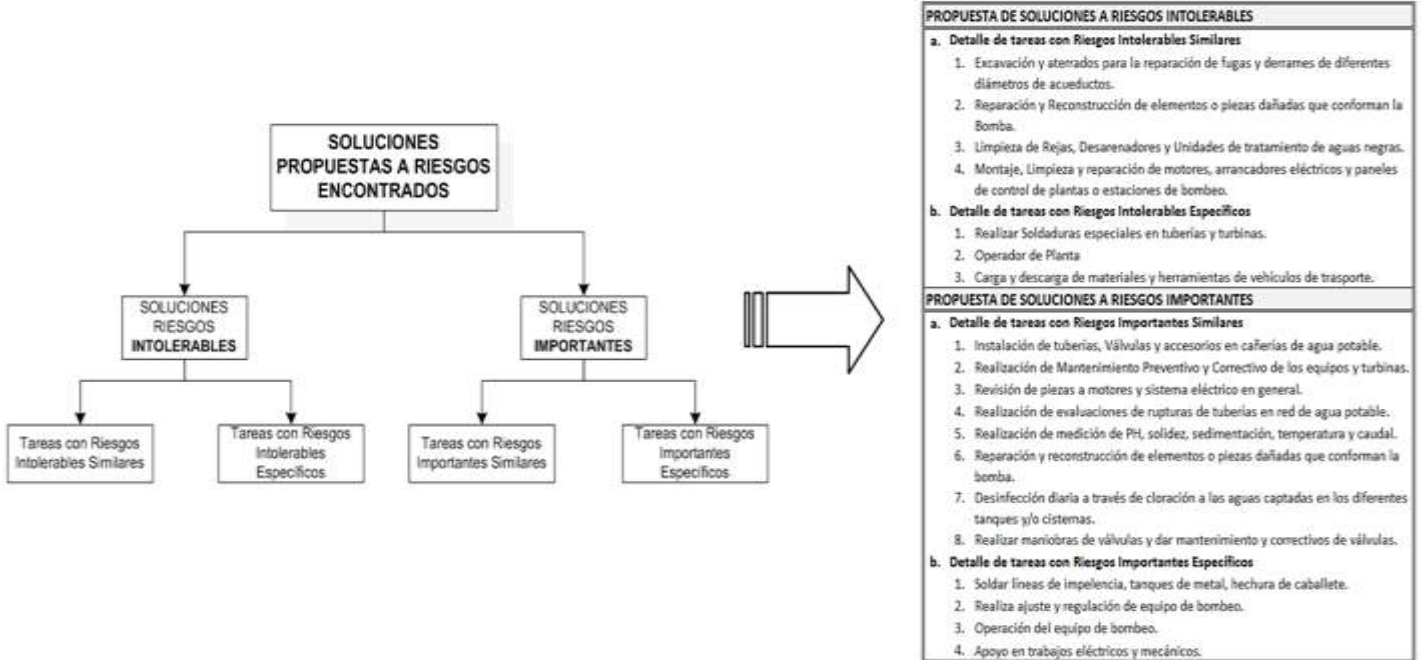 SOLUCIONES
PROPUESTAS A RIESGOS
ENCONTRADOS
SOLUCIONES
RIESGOS
INTOLERABLES
SOLUCIONES
RIESGOS
IMPORTANTES
Tareas con Riesgos
Intolerables Similares
Tareas con Riesgos
Intolerables
Específicos
Tareas con Riesgos
Importantes Similares
Tareas con Riesgos
Importantes
Específicos
PROPUESTA DE SOLUCIONES A RIESGOS INTOLERABLES
a. Detalle de tareas con Riesgos Intolerables Similares
1. Excavación y aterrados para la reparación de fugas y derrames de diferentes
diámetros de acueductos.
2. Reparación y Reconstrucción de elementos o piezas dañadas que conforman la
Bomba.
3. Limpieza de Rejas, Desarenadores y Unidades de tratamiento de aguas negras.
4. Montaje, Limpieza y reparación de motores, arrancadores eléctricos y paneles
de control de plantas o estaciones de bombeo.
b. Detalle de tareas con Riesgos Intolerables Específicos
1. Realizar Soldaduras especiales en tuberías y turbinas.
2. Operador de Planta
3. Carga y descarga de materiales y herramientas de vehículos de trasporte.
PROPUESTA DE SOLUCIONES A RIESGOS IMPORTANTES
a. Detalle de tareas con Riesgos Importantes Similares
1. Instalación de tuberías, Válvulas y accesorios en cañerías de agua potable.
2. Realización de Mantenimiento Preventivo y Correctivo de los equipos y turbinas.
3. Revisión de piezas a motores y sistema eléctrico en general.
4. Realización de evaluaciones de rupturas de tuberías en red de agua potable.
5. Realización de medición de PH, solidez, sedimentación, temperatura y caudal.
6. Reparación y reconstrucción de elementos o piezas dañadas que conforman la
bomba.
7. Desinfección diaria a través de cloración a las aguas captadas en los diferentes
tanques y/o cisternas.
8. Realizar maniobras de válvulas y dar mantenimiento y correctivos de válvulas.
b. Detalle de tareas con Riesgos Importantes Específicos
1. Soldar líneas de impelencia, tanques de metal, hechura de caballete.
2. Realiza ajuste y regulación de equipo de bombeo.
3. Operación del equipo de bombeo.
4. Apoyo en trabajos eléctricos y mecánicos.